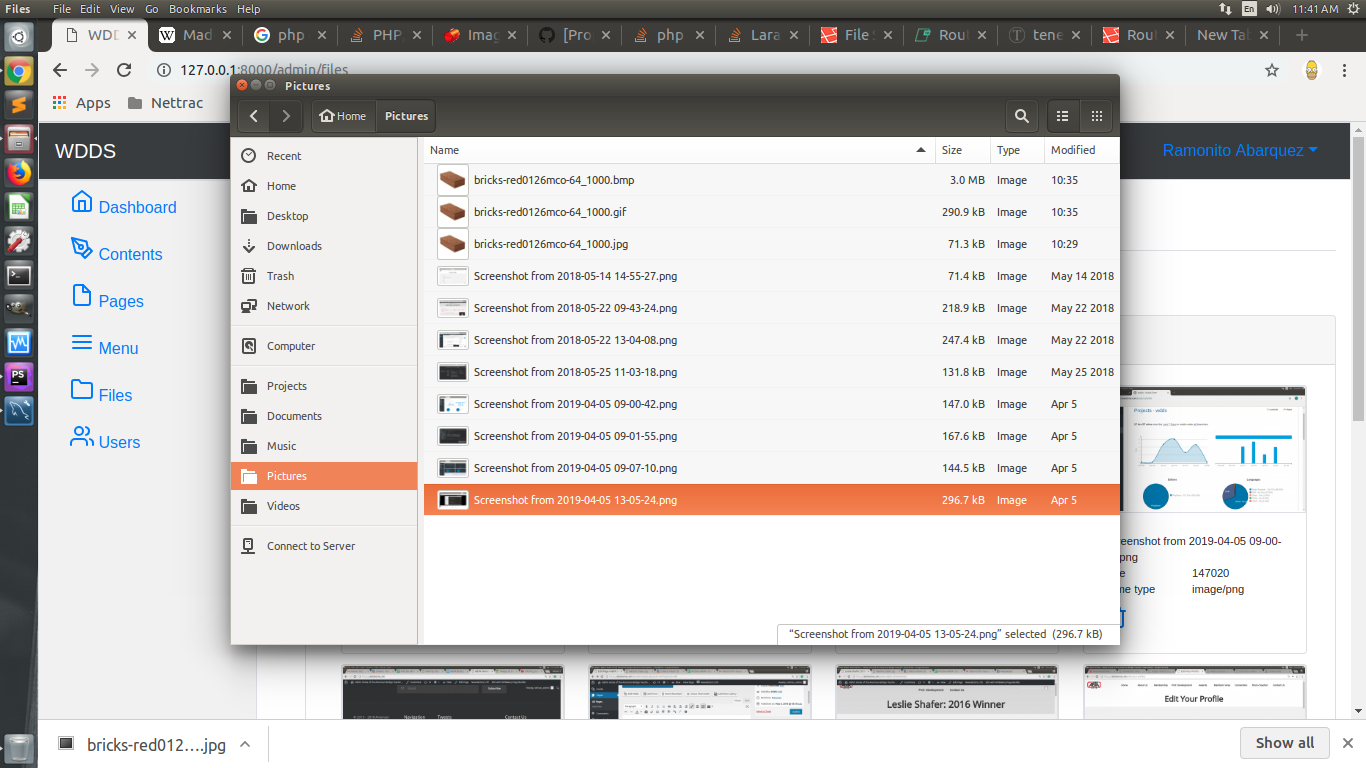 Files File Edit View Go Bookmarks Help En 11:41 AM
WDD Mad php PHP Imag [Pro php Lara File S Rout tene Rout New Tab
127.0.0.1:8000/admin/files
Apps Nettrac
Pictures
Home Pictures
WDDS
Ramonito Abarquez
Dashboard
Contents
Pages
Menu
Files
Users
Recent
Home
Desktop
Downloads
Trash
Network
Computer
Projects
Documents
Music
Pictures
Videos
Connect to Server
Name Size Type Modified
bricks-red0126mco-64_1000.bmp 3.0 MB Image 10:35
bricks-red0126mco-64_1000.gif 290.9 kB Image 10:35
bricks-red0126mco-64_1000.jpg 71.3 kB Image 10:29
Screenshot from 2018-05-14 14-55-27.png 71.4 kB Image May 14 2018
Screenshot from 2018-05-22 09-43-24.png 218.9 kB Image May 22 2018
Screenshot from 2018-05-22 13-04-08.png 247.4 kB Image May 22 2018
Screenshot from 2018-05-25 11-03-18.png 131.8 kB Image May 25 2018
Screenshot from 2019-04-05 09-00-42.png 147.0 kB Image Apr 5
Screenshot from 2019-04-05 09-01-55.png 167.6 kB Image Apr 5
Screenshot from 2019-04-05 09-07-10.png 144.5 kB Image Apr 5
Screenshot from 2019-04-05 13-05-24.png 296.7 kB Image Apr 5
"Screenshot from 2019-04-05 13-05-24.png" selected (296.7 kB)
Projects - wdds
Languages
eenshot from 2019-04-05 09-00-
png
e 147020
me type image/png
Navigation Tweets Contact Us
Leslie Shafer: 2016 Winner
Edit Your Profile
bricks-red012….jpg
Show all